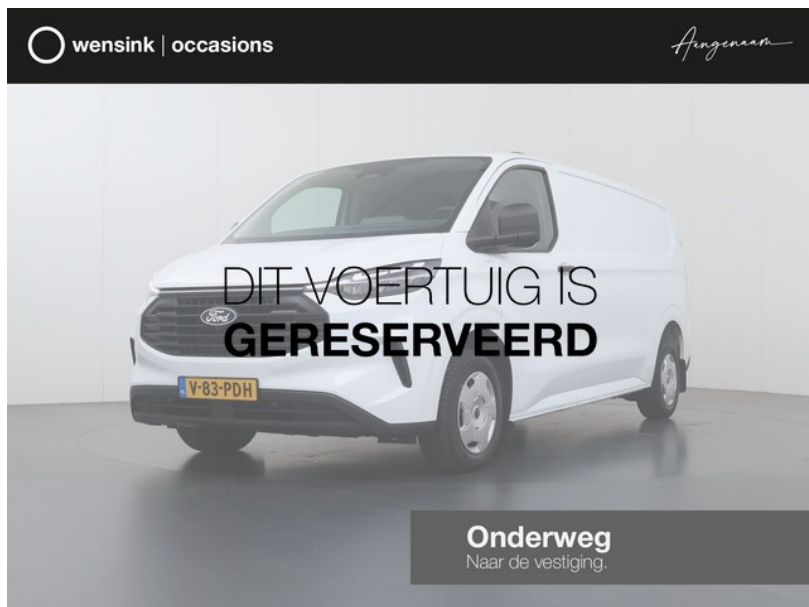 wensink | occasions
Aangenaam
DIT VOERTUIG IS
GERESERVEERD
Ford
V-83-PDH
Onderweg
Naar de vestiging.